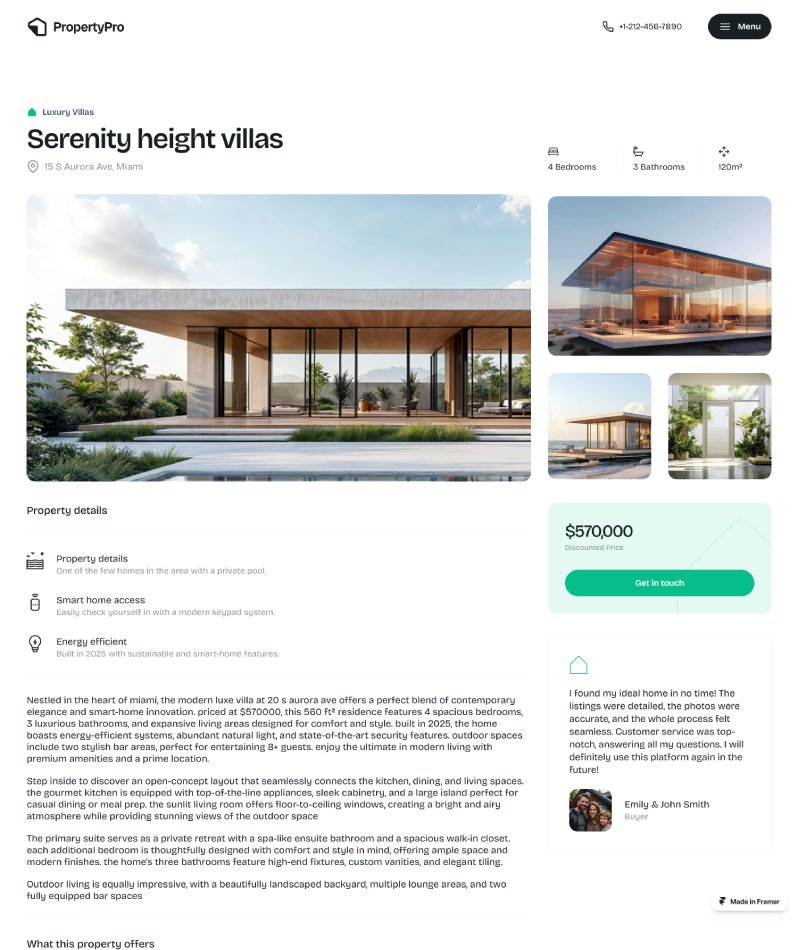 PropertyPro
+1-212-456-7890
Menu
Luxury Villas
Serenity height villas
15 S Aurora Ave, Miami
4 Bedrooms
3 Bathrooms
120m²
Property details
Property details
One of the few homes in the area with a private pool.
Smart home access
Easily check yourself in with a modern keypad system.
Energy efficient
Built in 2025 with sustainable and smart-home features.
Nestled in the heart of miami, the modern luxe villa at 20 s aurora ave offers a perfect blend of contemporary
elegance and smart-home innovation. priced at $570000, this 560 ft² residence features 4 spacious bedrooms,
3 luxurious bathrooms, and expansive living areas designed for comfort and style. built in 2025, the home
boasts energy-efficient systems, abundant natural light, and state-of-the-art security features. outdoor spaces
include two stylish bar areas, perfect for entertaining 8+ guests. enjoy the ultimate in modern living with
premium amenities and a prime location.
Step inside to discover an open-concept layout that seamlessly connects the kitchen, dining, and living spaces.
the gourmet kitchen is equipped with top-of-the-line appliances, sleek cabinetry, and a large island perfect for
casual dining or meal prep. the sunlit living room offers floor-to-ceiling windows, creating a bright and airy
atmosphere while providing stunning views of the outdoor space
The primary suite serves as a private retreat with a spa-like ensuite bathroom and a spacious walk-in closet.
each additional bedroom is thoughtfully designed with comfort and style in mind, offering ample space and
modern finishes. the home's three bathrooms feature high-end fixtures, custom vanities, and elegant tiling.
Outdoor living is equally impressive, with a beautifully landscaped backyard, multiple lounge areas, and two
fully equipped bar spaces
What this property offers
$570,000
Discounted Price
Get in touch
I found my ideal home in no time! The
listings were detailed, the photos were
accurate, and the whole process felt
seamless. Customer service was top-
notch, answering all my questions. I will
definitely use this platform again in the
future!
Emily & John Smith
Buyer
Made in Framer